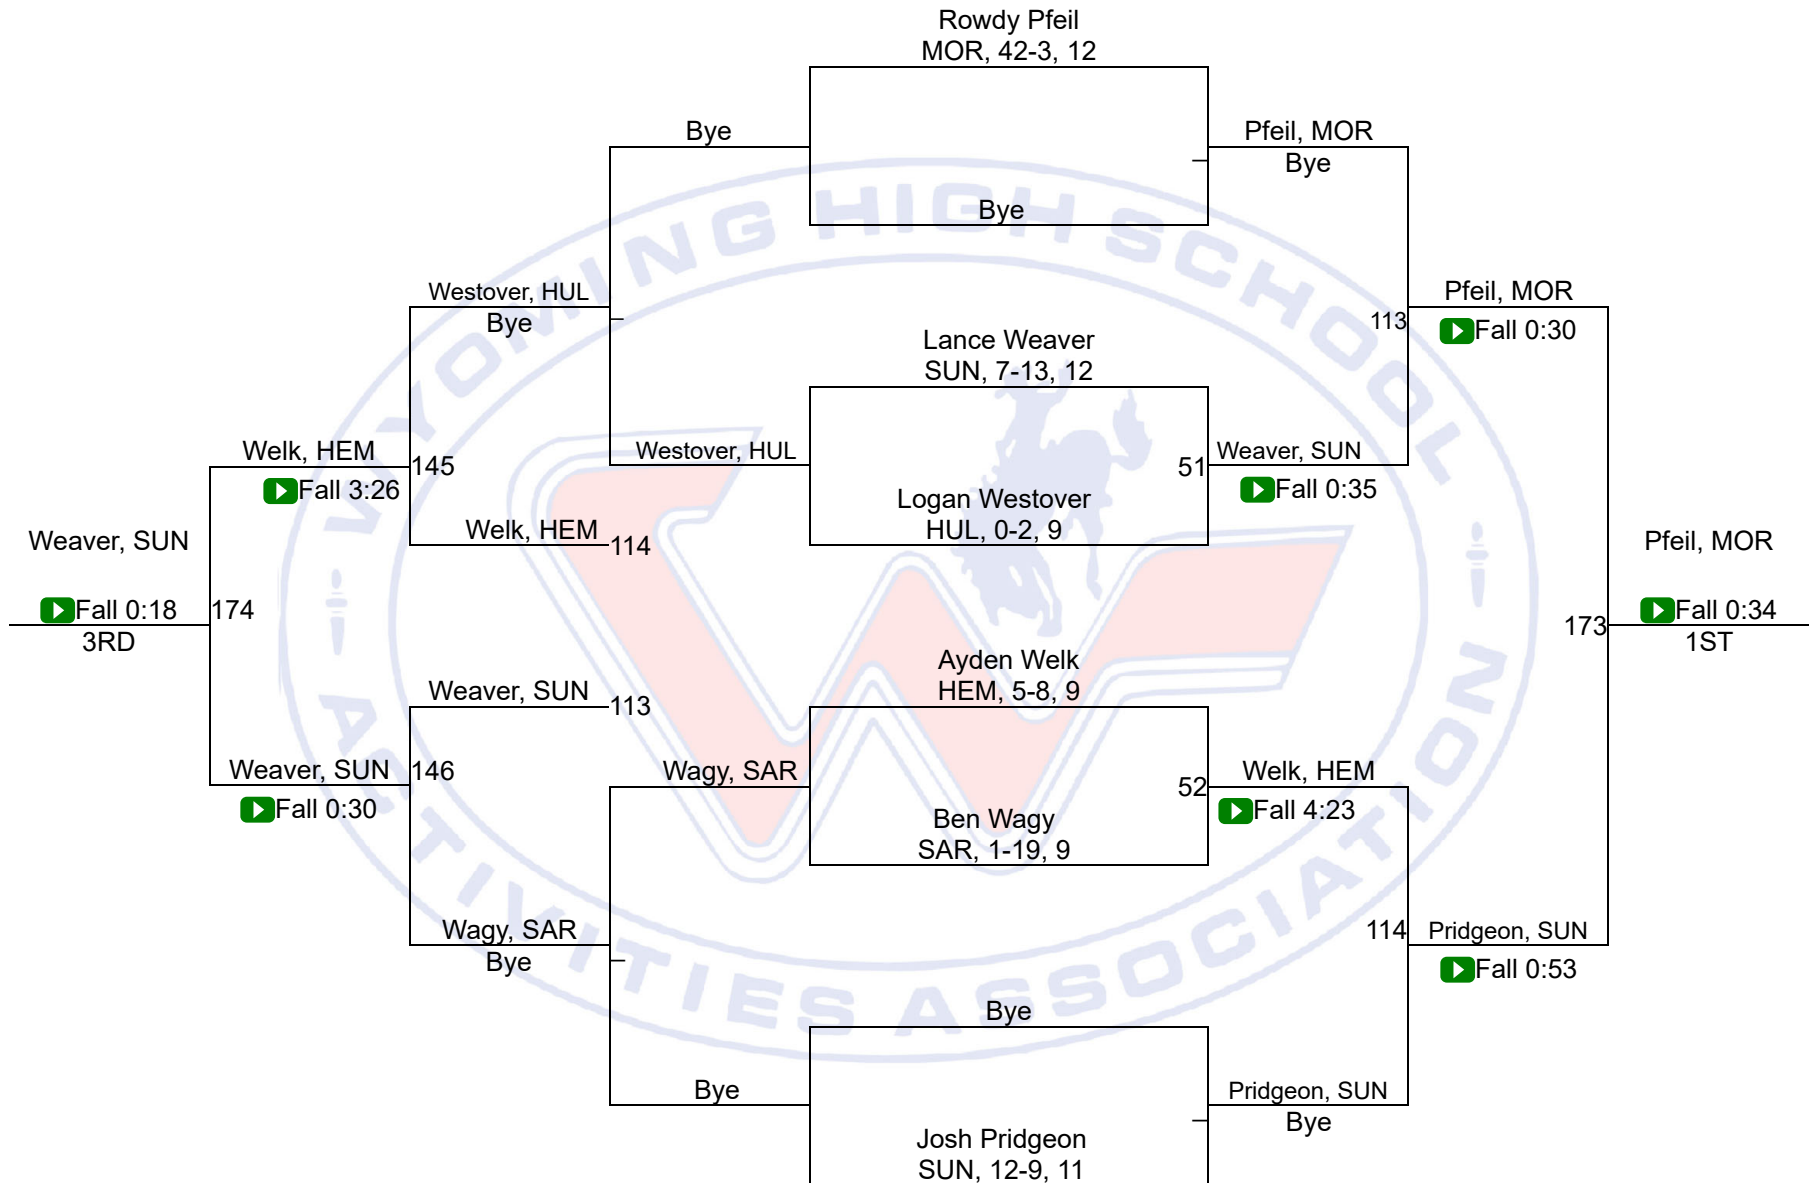 Rowdy Pfeil
MOR, 42-3, 12
Bye
Pfeil, MOR
Bye
Bye
WYOMING HIGH SCHOOL
ACTIVITIES ASSOCIATION
Westover, HUL
Bye
Pfeil, MOR
113
Fall 0:30
Lance Weaver
SUN, 7-13, 12
Welk, HEM
145
Fall 3:26
Westover, HUL
51
Weaver, SUN
Fall 0:35
Logan Westover
HUL, 0-2, 9
Welk, HEM
114
Weaver, SUN
Fall 0:18
174
3RD
Pfeil, MOR
173
Fall 0:34
1ST
Ayden Welk
HEM, 5-8, 9
Weaver, SUN
113
Weaver, SUN
146
Fall 0:30
Wagy, SAR
52
Welk, HEM
Fall 4:23
Ben Wagy
SAR, 1-19, 9
Wagy, SAR
Bye
114
Pridgeon, SUN
Fall 0:53
Bye
Bye
Pridgeon, SUN
Bye
Josh Pridgeon
SUN, 12-9, 11